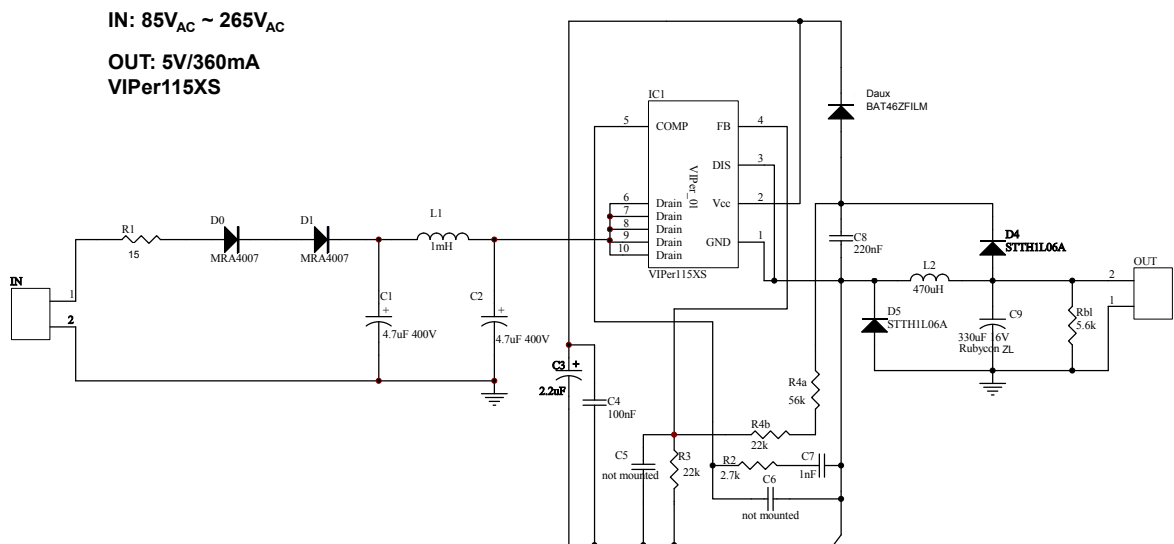 IN: 85VAC ~ 265VAC
OUT: 5V/360mA
VIPer115XS
Daux
BAT46ZFILM
IC1
5
COMP
FB
4
DIS
3
VIPer_01
6
Drain
7
Drain
8
Drain
9
Drain
10
Drain
Vcc
2
GND
1
VIPer115XS
R1
15
D0
MRA4007
D1
MRA4007
L1
1mH
C8
220nF
D4
STTH1L06A
L2
470uH
OUT
2
1
IN
1
2
C1
+
4.7uF 400V
C2
+
4.7uF 400V
D5
STTH1L06A
C9
330uF 16V
Rubycon ZL
Rbl
5.6k
C3
+
2.2uF
C4
100nF
R4a
56k
R4b
22k
C5
not mounted
R3
22k
R2
2.7k
C7
1nF
C6
not mounted